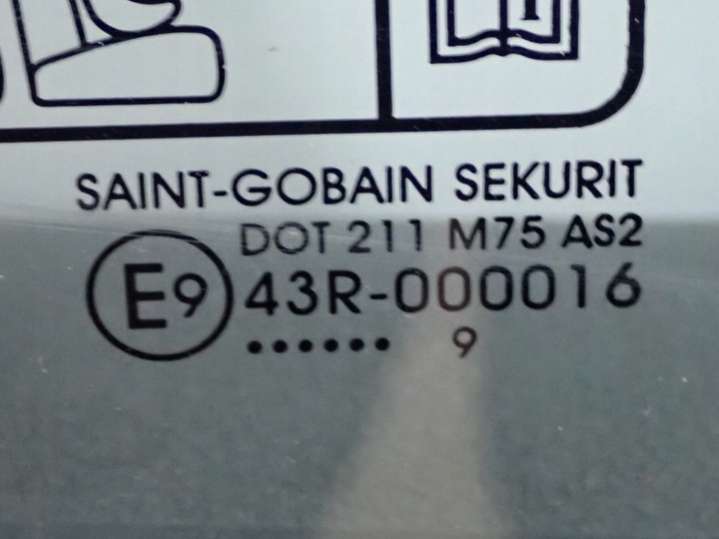 SAINT-GOBAIN SEKURIT
DOT 211 M75 AS2
E9 43R-000016
•••••• 9